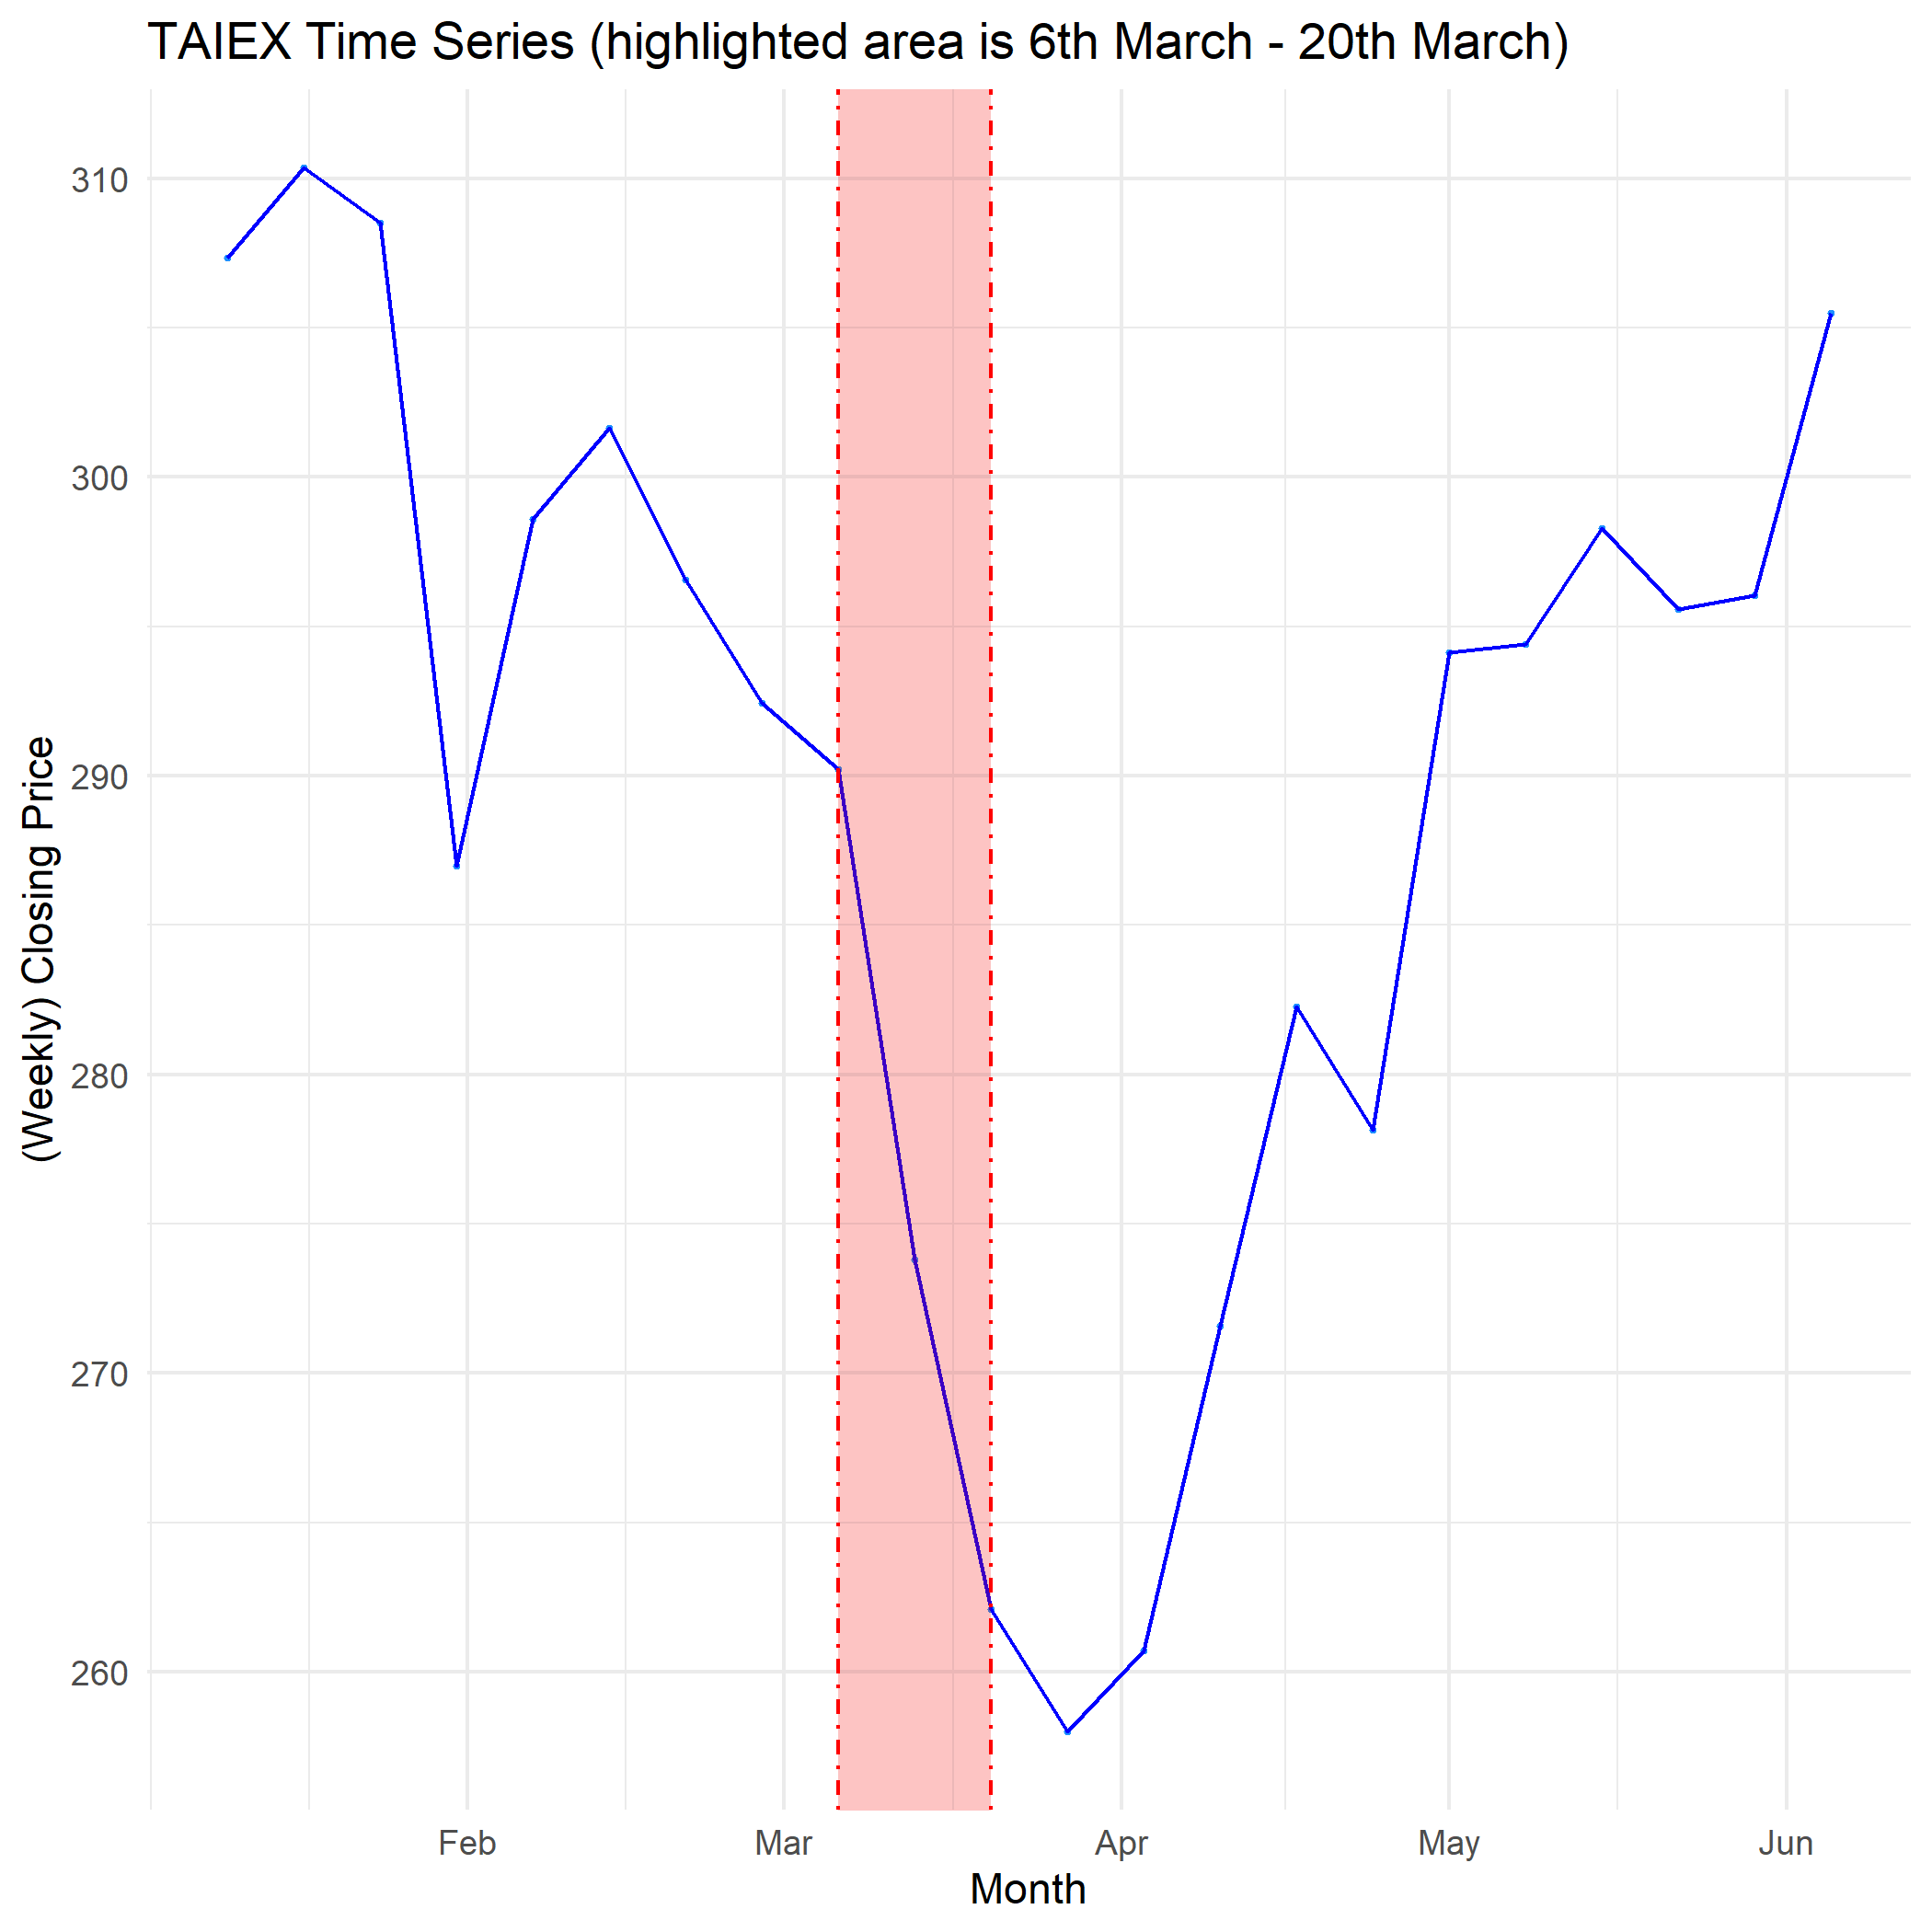 TAIEX Time Series (highlighted area is 6th March - 20th March)
(Weekly) Closing Price
310
300
290
280
270
260
Feb Mar Apr May Jun
Month